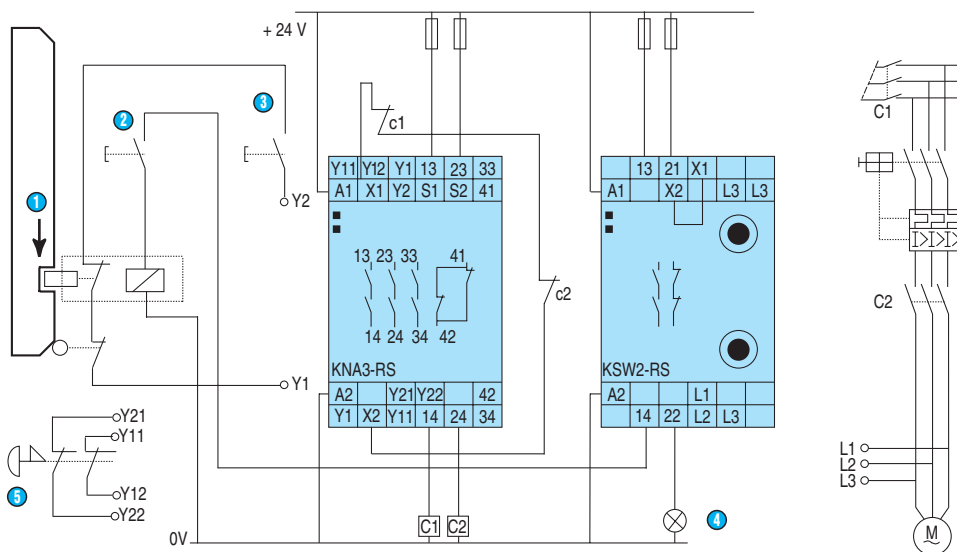 + 24 V
C1
c1
2
3
Y11 Y12 Y1 13 23 33
A1 X1 Y2 S1 S2 41
13 21 X1
A1 X2 L3 L3
Y2
1
13 23 33 41
14 24 34 42
c2
C2
KNA3-RS
KSW2-RS
Y1
A2 Y21 Y22 42
Y1 X2 Y11 14 24 34
A2 L1
14 22 L2 L3
Y21
Y11
Y12
Y22
5
L1
L2
L3
C1 C2
4
0V
M
I> I> I>